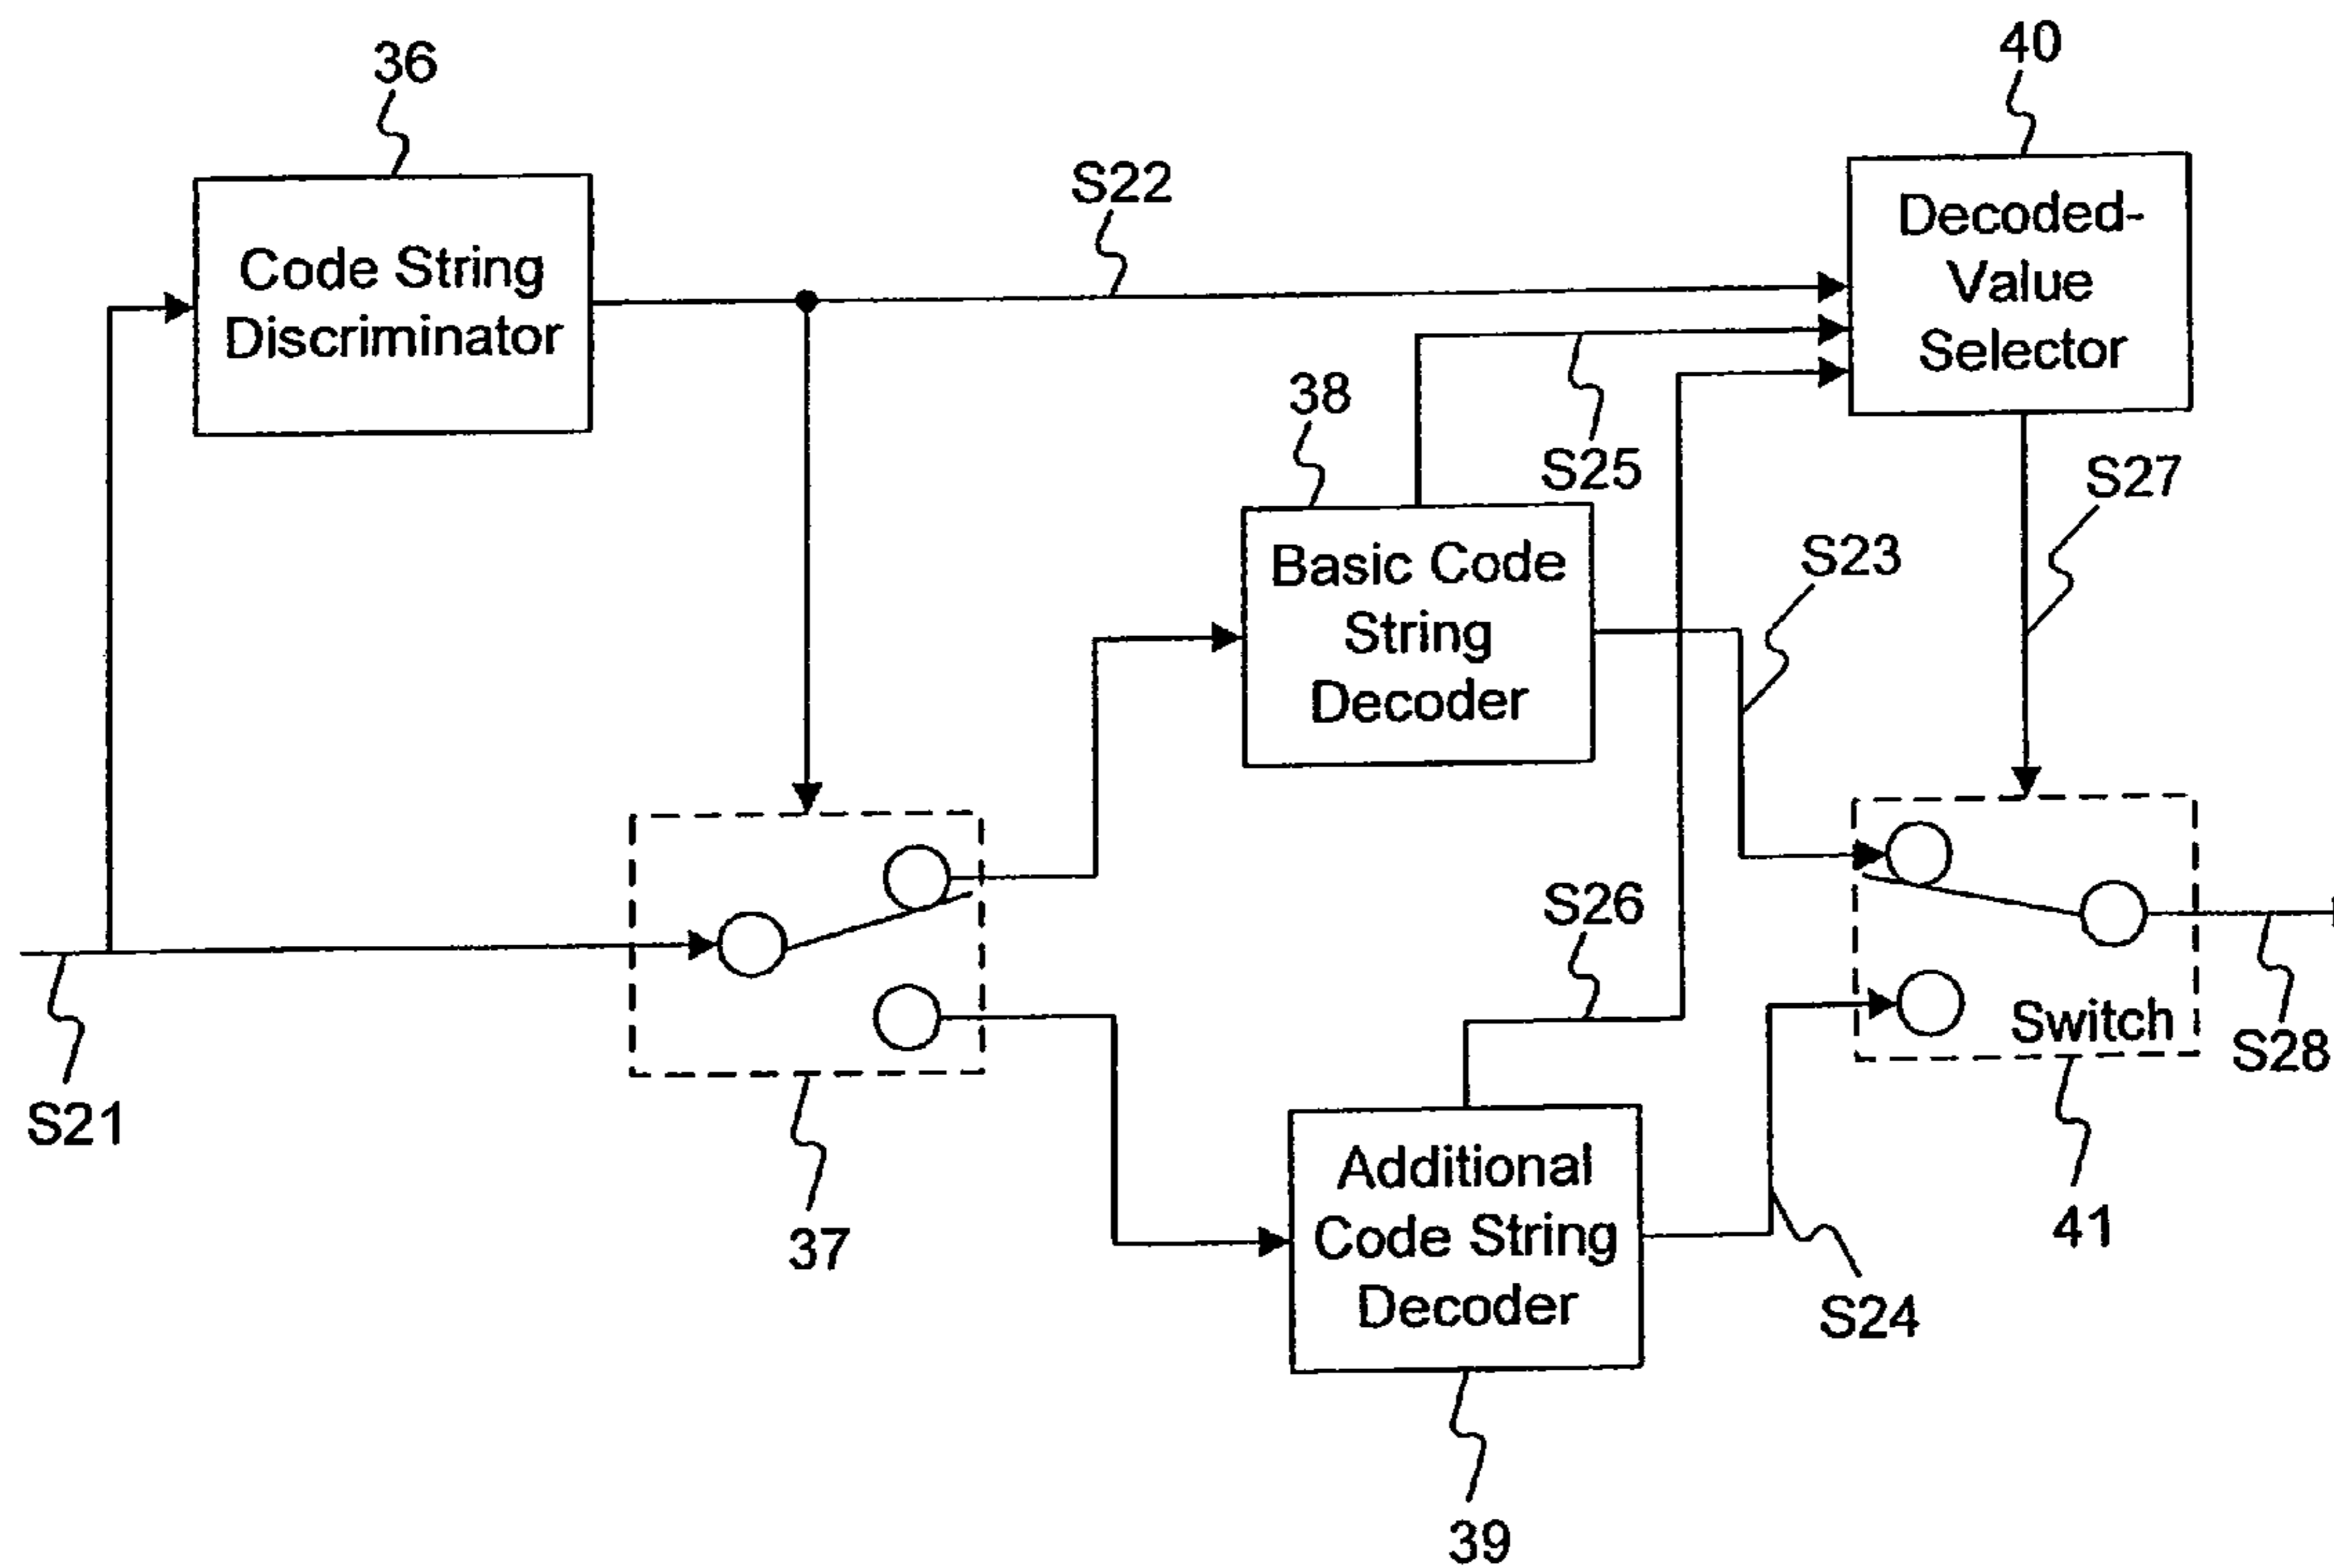 36
40
S22
Code String
Discriminator
Decoded-
Value
Selector
38
S25
S27
Basic Code
String
Decoder
S23
S26
Switch
S28
S21
37
Additional
Code String
Decoder
41
S24
39